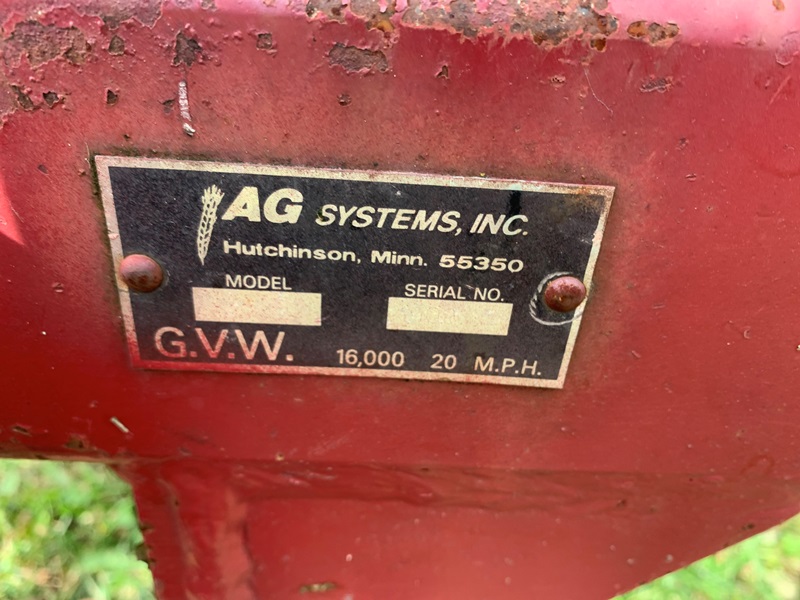 AG SYSTEMS, INC.
Hutchinson, Minn. 55350
MODEL SERIAL NO.
G.V.W. 16,000 20 M.P.H.